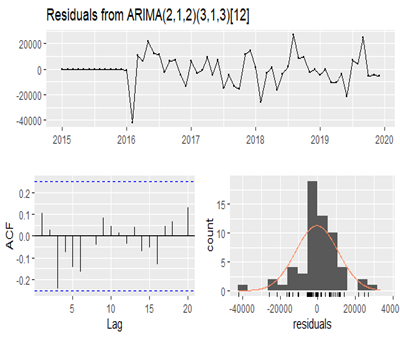 Residuals from ARIMA(2,1,2)(3,1,3)[12]
20000
0
-20000
-40000
2015 2016 2017 2018 2019 2020
ACF
0.2
0.1
0.0
-0.1
-0.2
5 10 15 20
Lag
count
15
10
5
0
-40000 -20000 0 20000 4000
residuals